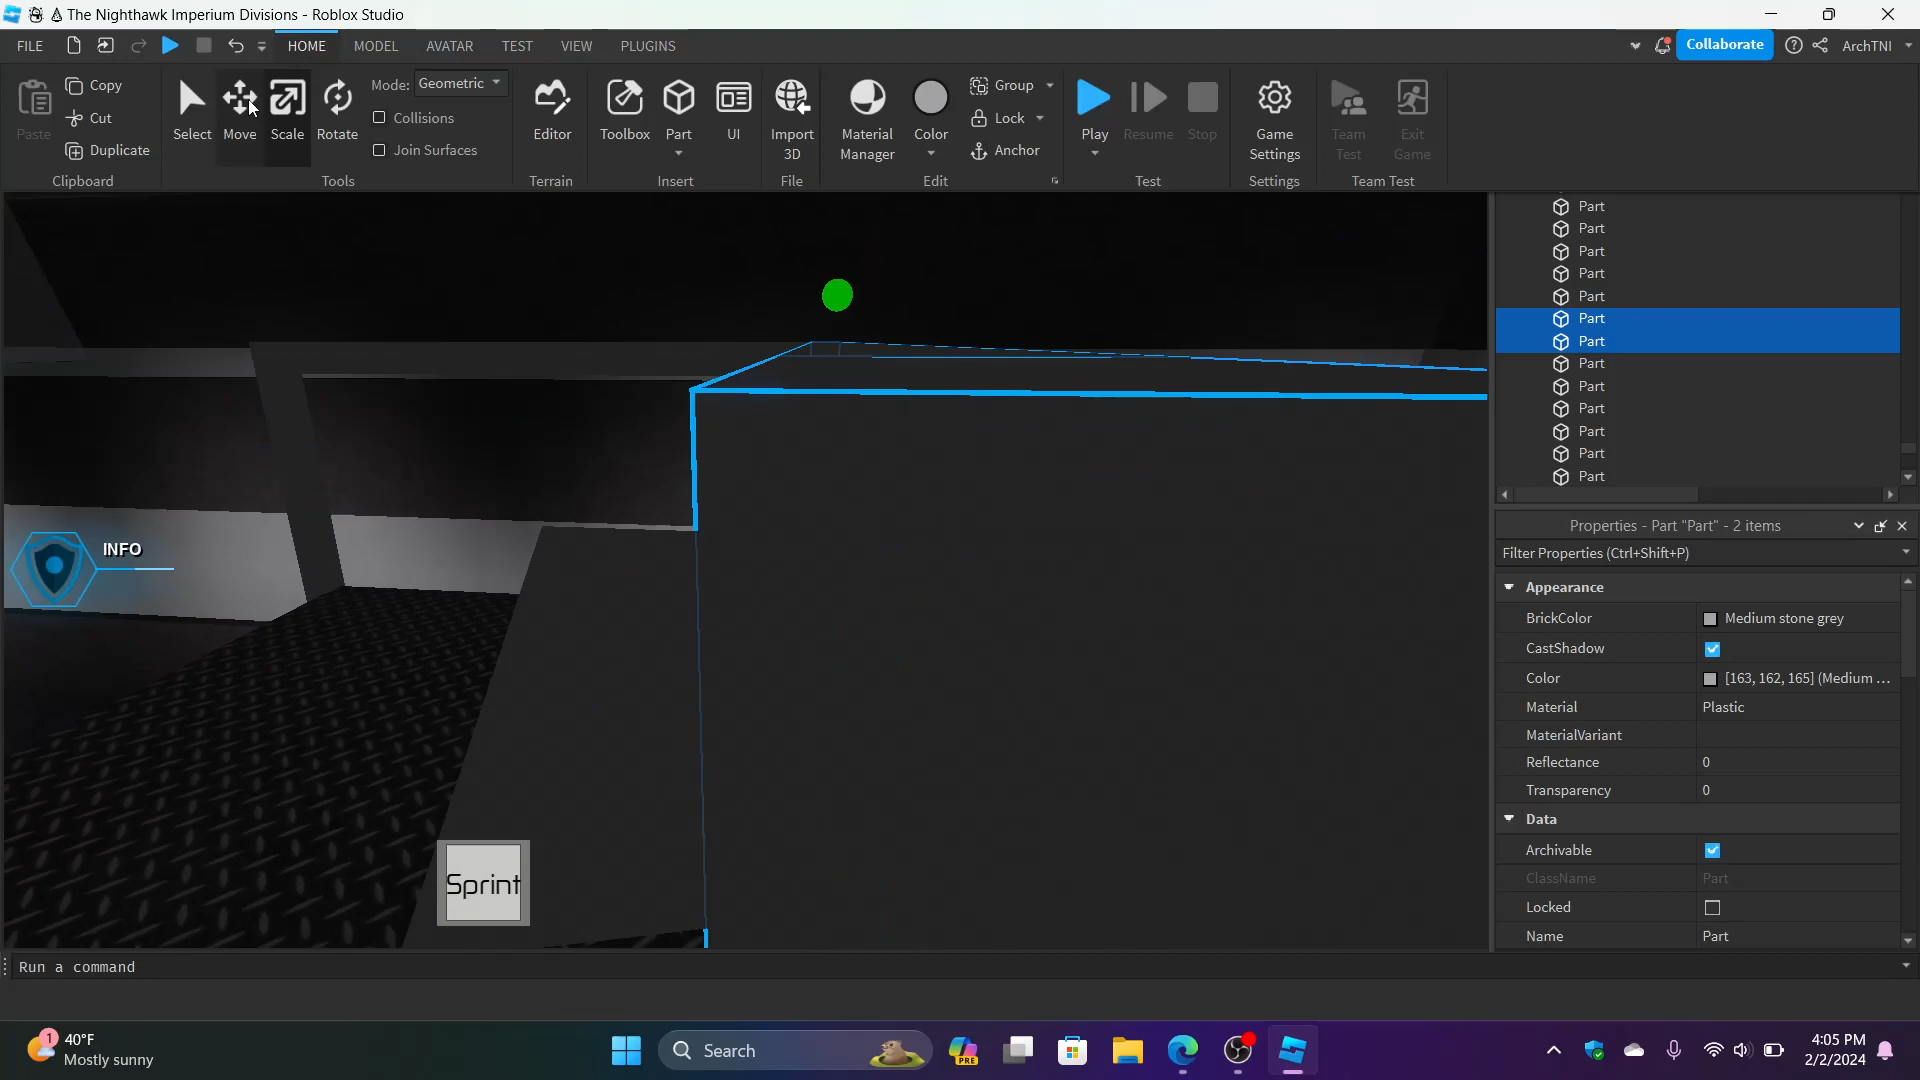 The Nighthawk Imperium Divisions - Roblox Studio
FILE HOME MODEL AVATAR TEST VIEW PLUGINS Collaborate ArchTNI
Paste Copy Cut Duplicate Clipboard
Select Move Scale Rotate Mode: Geometric Collisions Join Surfaces Tools
Editor Terrain
Toolbox Part UI Insert
Import 3D File
Material Manager Color Group Lock Anchor Edit
Play Resume Stop Test
Game Settings Settings
Team Test Exit Game Team Test
Part
Part
Part
Part
Part
Part
Part
Part
Part
Part
Part
Part
Part
Properties - Part "Part" - 2 items
Filter Properties (Ctrl+Shift+P)
Appearance
BrickColor Medium stone grey
CastShadow
Color [163, 162, 165] (Medium ...
Material Plastic
MaterialVariant
Reflectance 0
Transparency 0
Data
Archivable
ClassName Part
Locked
Name Part
INFO
Sprint
Run a command
1
40°F
Mostly sunny
Search
PRE
4:05 PM
2/2/2024